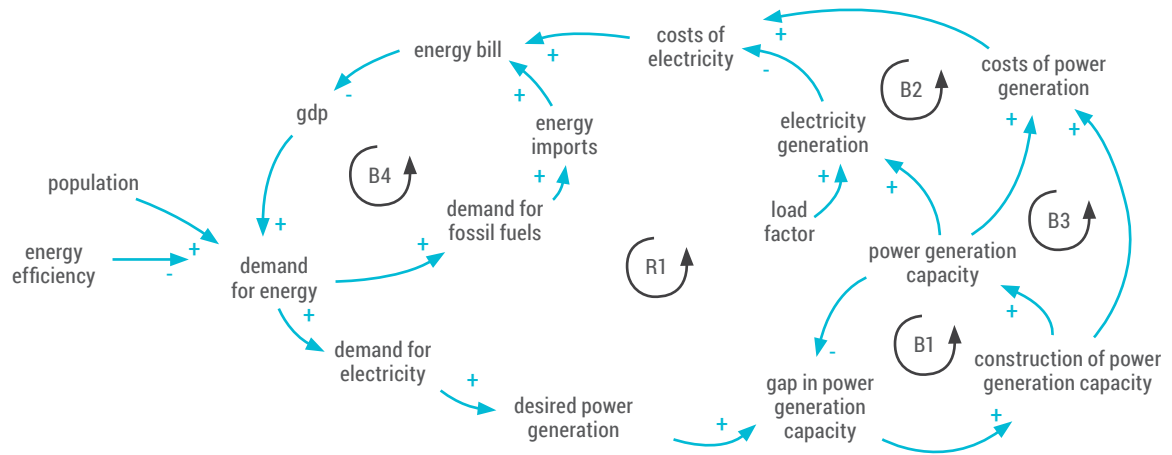 costs of
electricity
energy bill
costs of power
generation
B2
gdp
electricity
generation
energy
imports
B4
population
demand for
fossil fuels
load
factor
B3
energy
efficiency
demand
for energy
R1
power generation
capacity
B1
demand for
electricity
construction of power
generation capacity
gap in power
generation
capacity
desired power
generation
+
+
-
+
-
+
+
+
+
+
+
+
+
-
+
+
+
-
+
+
+